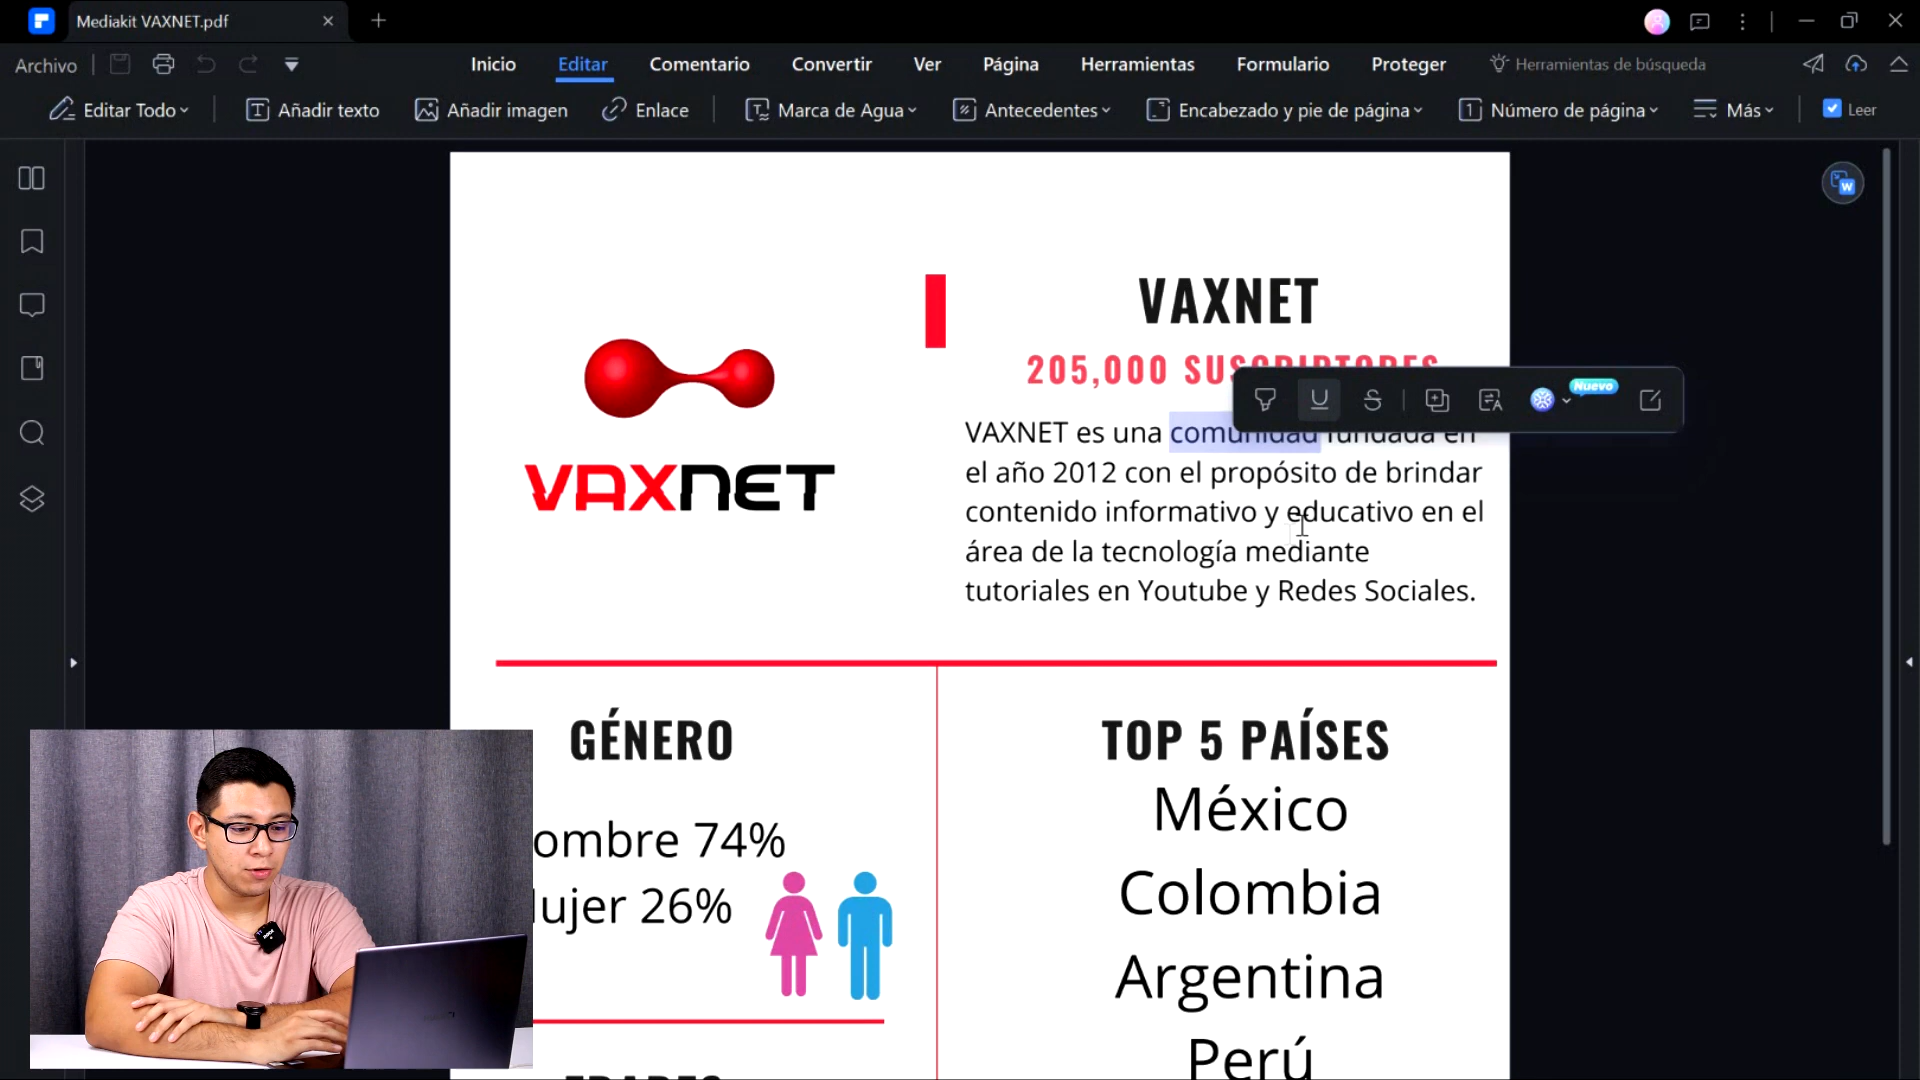 Mediakit VAXNET.pdf
Archivo
Inicio
Editar
Comentario
Convertir
Ver
Página
Herramientas
Formulario
Proteger
Herramientas de búsqueda
Editar Todo
Añadir texto
Añadir imagen
Enlace
Marca de Agua
Antecedentes
Encabezado y pie de página
Número de página
Más
Leer
VAXNET
205,000 SUSCRIPTORES
Nuevo
VAXNET es una comunidad fundada en
el año 2012 con el propósito de brindar
contenido informativo y educativo en el
área de la tecnología mediante
tutoriales en Youtube y Redes Sociales.
VAXNET
GÉNERO
ombre 74%
ujer 26%
TOP 5 PAÍSES
México
Colombia
Argentina
Perú